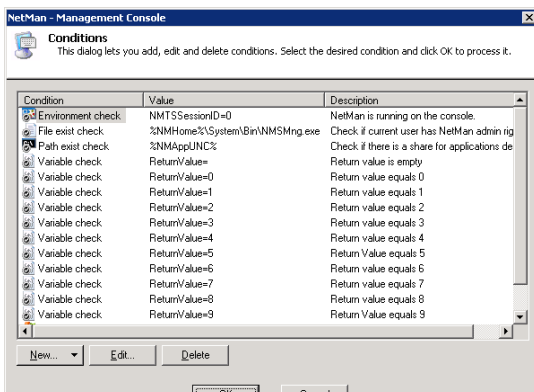 NetMan - Management Console
Conditions
This dialog lets you add, edit and delete conditions. Select the desired condition and click OK to process it.
Condition Value Description
Environment check NMTSSessionID=0 NetMan is running on the console.
File exist check %NMHome%\System\Bin\NMSMng.exe Check if current user has NetMan admin rig
Path exist check %NMAppUNC% Check if there is a share for applications de
Variable check ReturnValue= Return value is empty
Variable check ReturnValue=0 Return value equals 0
Variable check ReturnValue=1 Return value equals 1
Variable check ReturnValue=2 Return value equals 2
Variable check ReturnValue=3 Return value equals 3
Variable check ReturnValue=4 Return value equals 4
Variable check ReturnValue=5 Return Value equals 5
Variable check ReturnValue=6 Return value equals 6
Variable check ReturnValue=7 Return value equals 7
Variable check ReturnValue=8 Return value equals 8
Variable check ReturnValue=9 Return Value equals 9
New... Edit... Delete